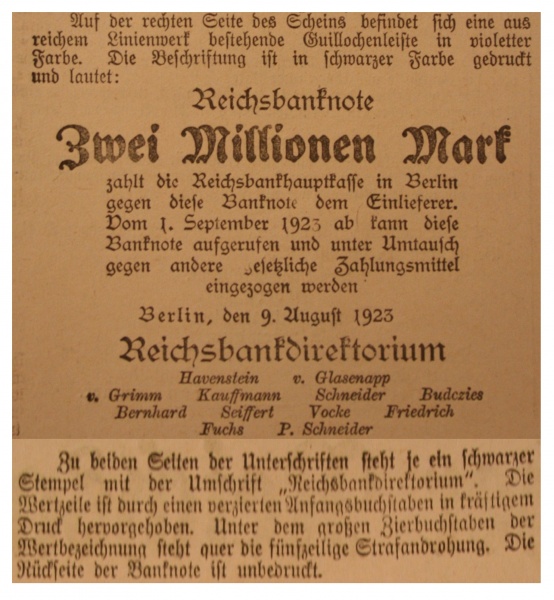 Auf der rechten Seite des Scheins befindet sich eine aus
reichem Linienwerk bestehende Guillochenleiste in violetter
Farbe. Die Beschriftung ist in schwarzer Farbe gedruckt
und lautet:
Reichsbanknote
Zwei Millionen Mark
zahlt die Reichsbankhauptkasse in Berlin
gegen diese Banknote dem Einlieferer.
Vom 1. September 1923 ab kann diese
Banknote aufgerufen und unter Umtausch
gegen andere gesetzliche Zahlungsmittel
eingezogen werden
Berlin, den 9. August 1923
Reichsbankdirektorium
Havenstein v. Glasenapp
v. Grimm Kauffmann Schneider Budczies
Bernhard Seiffert Vocke Friedrich
Fuchs P. Schneider
Zu beiden Seiten der Unterschriften steht je ein schwarzer
Stempel mit der Umschrift „Reichsbankdirektorium". Die
Wertzeile ist durch einen verzierten Anfangsbuchstaben in kräftigem
Druck hervorgehoben. Unter dem großen Zierbuchstaben der
Wertbezeichnung steht quer die fünfzeilige Strafandrohung. Die
Rückseite der Banknote ist unbedruckt.